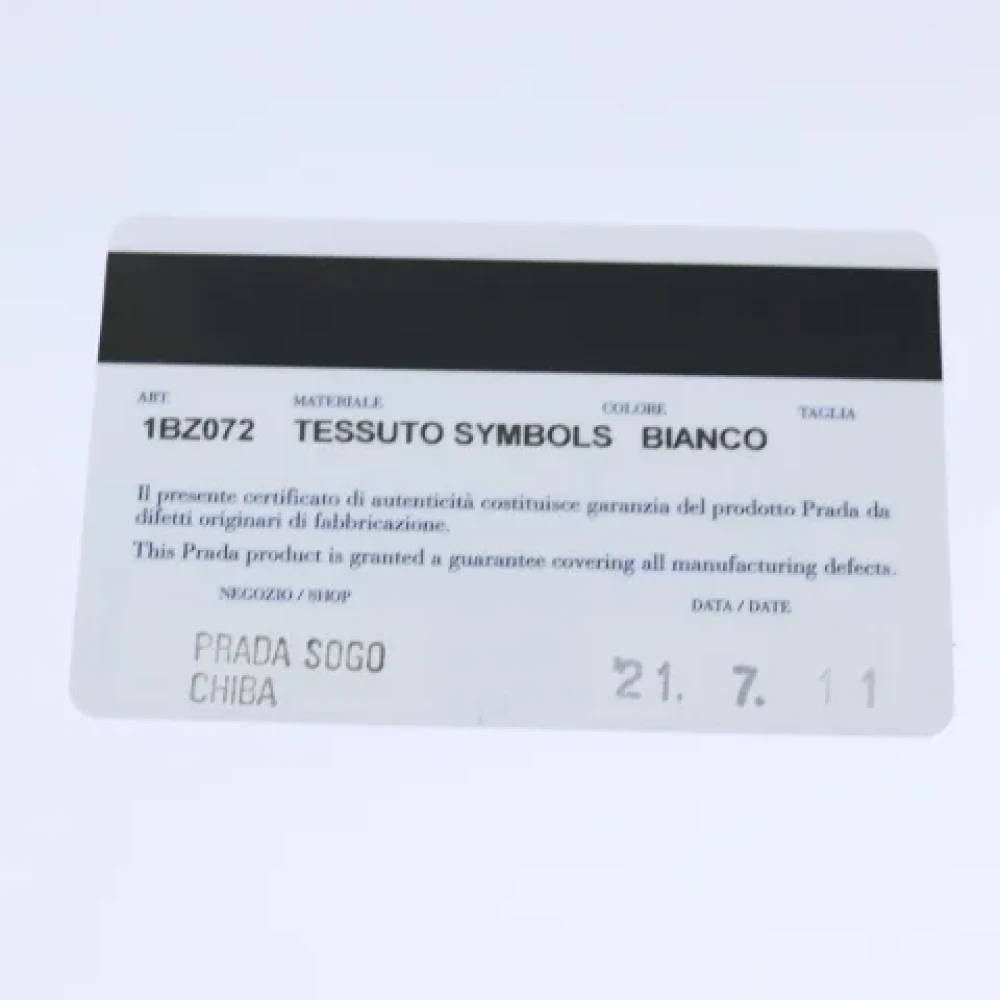 ART. MATERIALE COLORE TAGLIA
1BZ072 TESSUTO SYMBOLS BIANCO
Il presente certificato di autenticità costituisce garanzia del prodotto Prada da
difetti originari di fabbricazione.
This Prada product is granted a guarantee covering all manufacturing defects.
NEGOZIO / SHOP DATA / DATE
PRADA SOGO
CHIBA
21. 7. 11